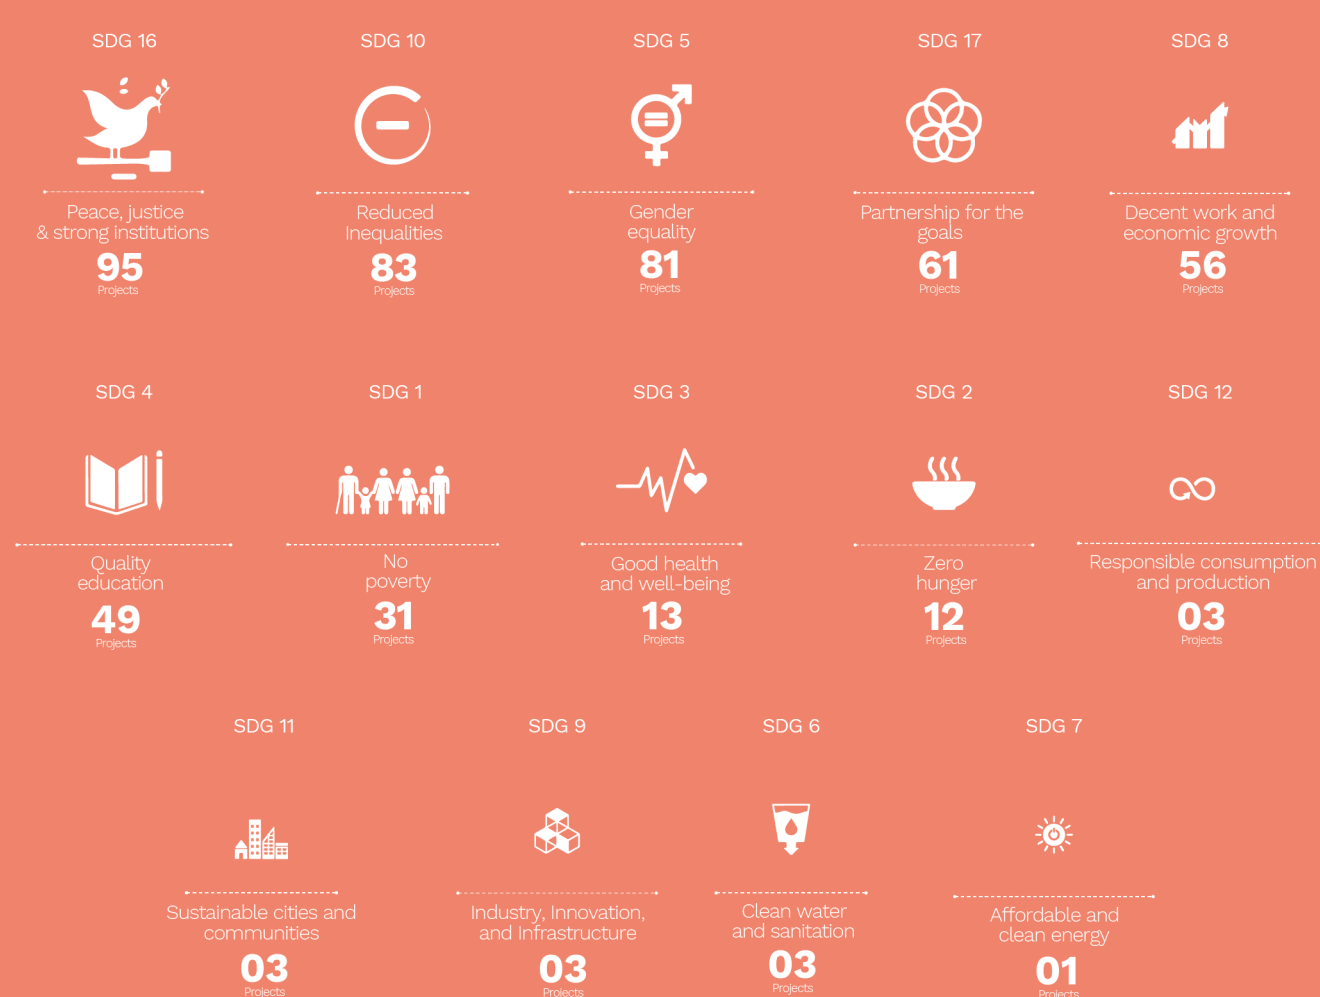 SDG 16
Peace, justice
& strong institutions
95
Projects
SDG 10
Reduced
Inequalities
83
Projects
SDG 5
Gender
equality
81
Projects
SDG 17
Partnership for the
goals
61
Projects
SDG 8
Decent work and
economic growth
56
Projects
SDG 4
Quality
education
49
Projects
SDG 1
No
poverty
31
Projects
SDG 3
Good health
and well-being
13
Projects
SDG 2
Zero
hunger
12
Projects
SDG 12
Responsible consumption
and production
03
Projects
SDG 11
Sustainable cities and
communities
03
Projects
SDG 9
Industry, Innovation,
and Infrastructure
03
Projects
SDG 6
Clean water
and sanitation
03
Projects
SDG 7
Affordable and
clean energy
01
Projects